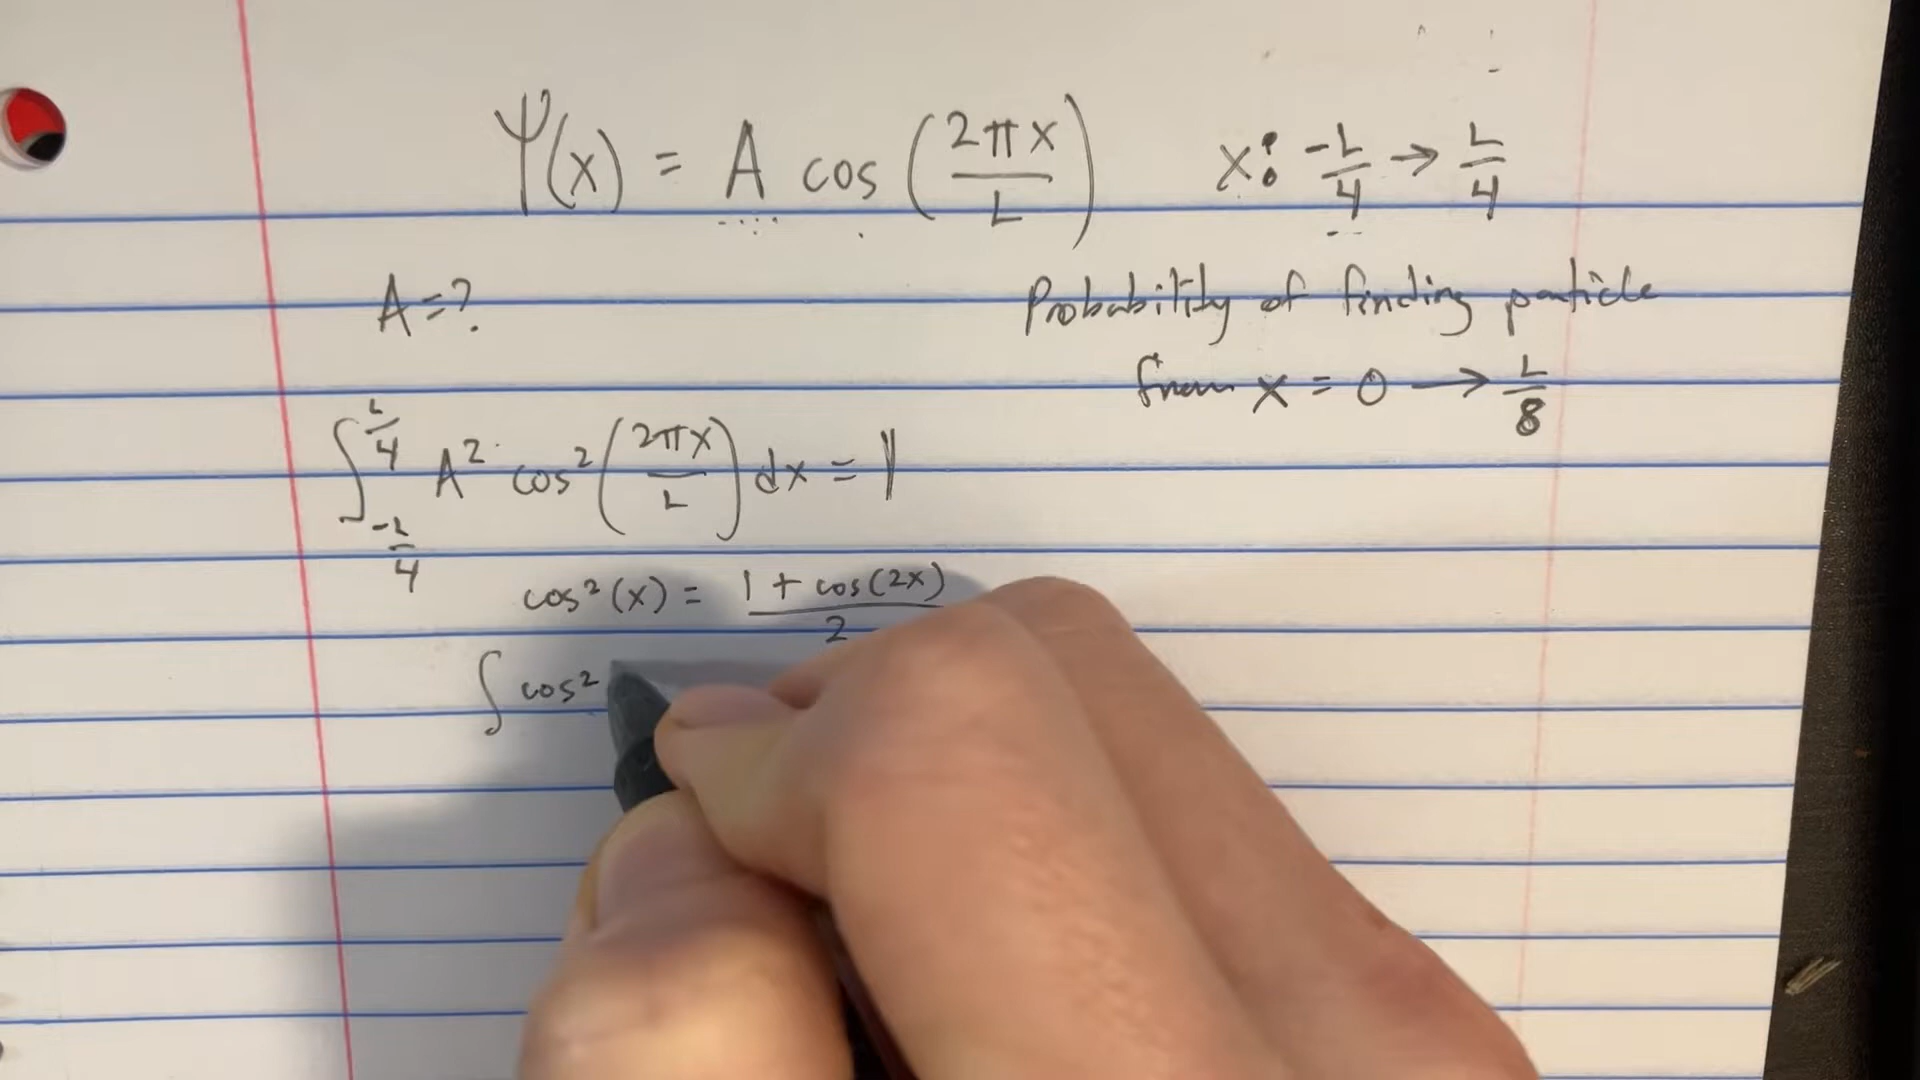 Ψ(x) = A cos(2πx/L) x: -L/4 → L/4
A = ? Probability of finding particle
from x = 0 → L/8
∫_{-L/4}^{L/4} A² cos²(2πx/L) dx = 1
cos²(x) = (1 + cos(2x))/2
∫ cos²